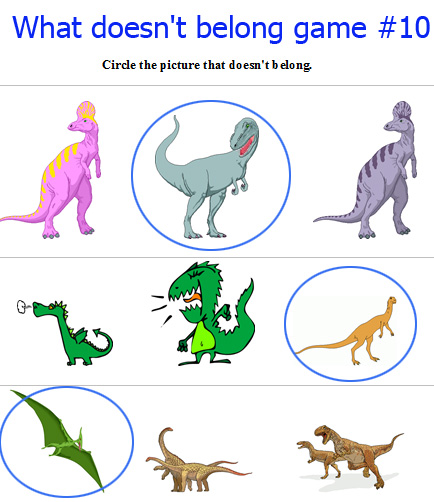 What doesn't belong game #10
Circle the picture that doesn't belong.